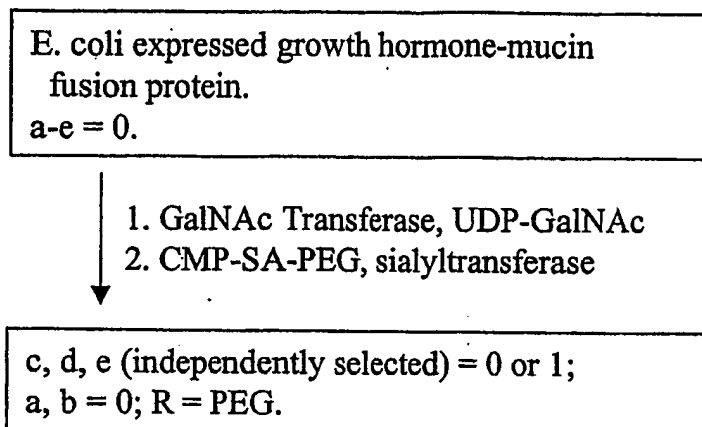 E. coli expressed growth hormone-mucin
fusion protein.
a-e = 0.
1. GalNAc Transferase, UDP-GalNAc
2. CMP-SA-PEG, sialyltransferase
c, d, e (independently selected) = 0 or 1;
a, b = 0; R = PEG.